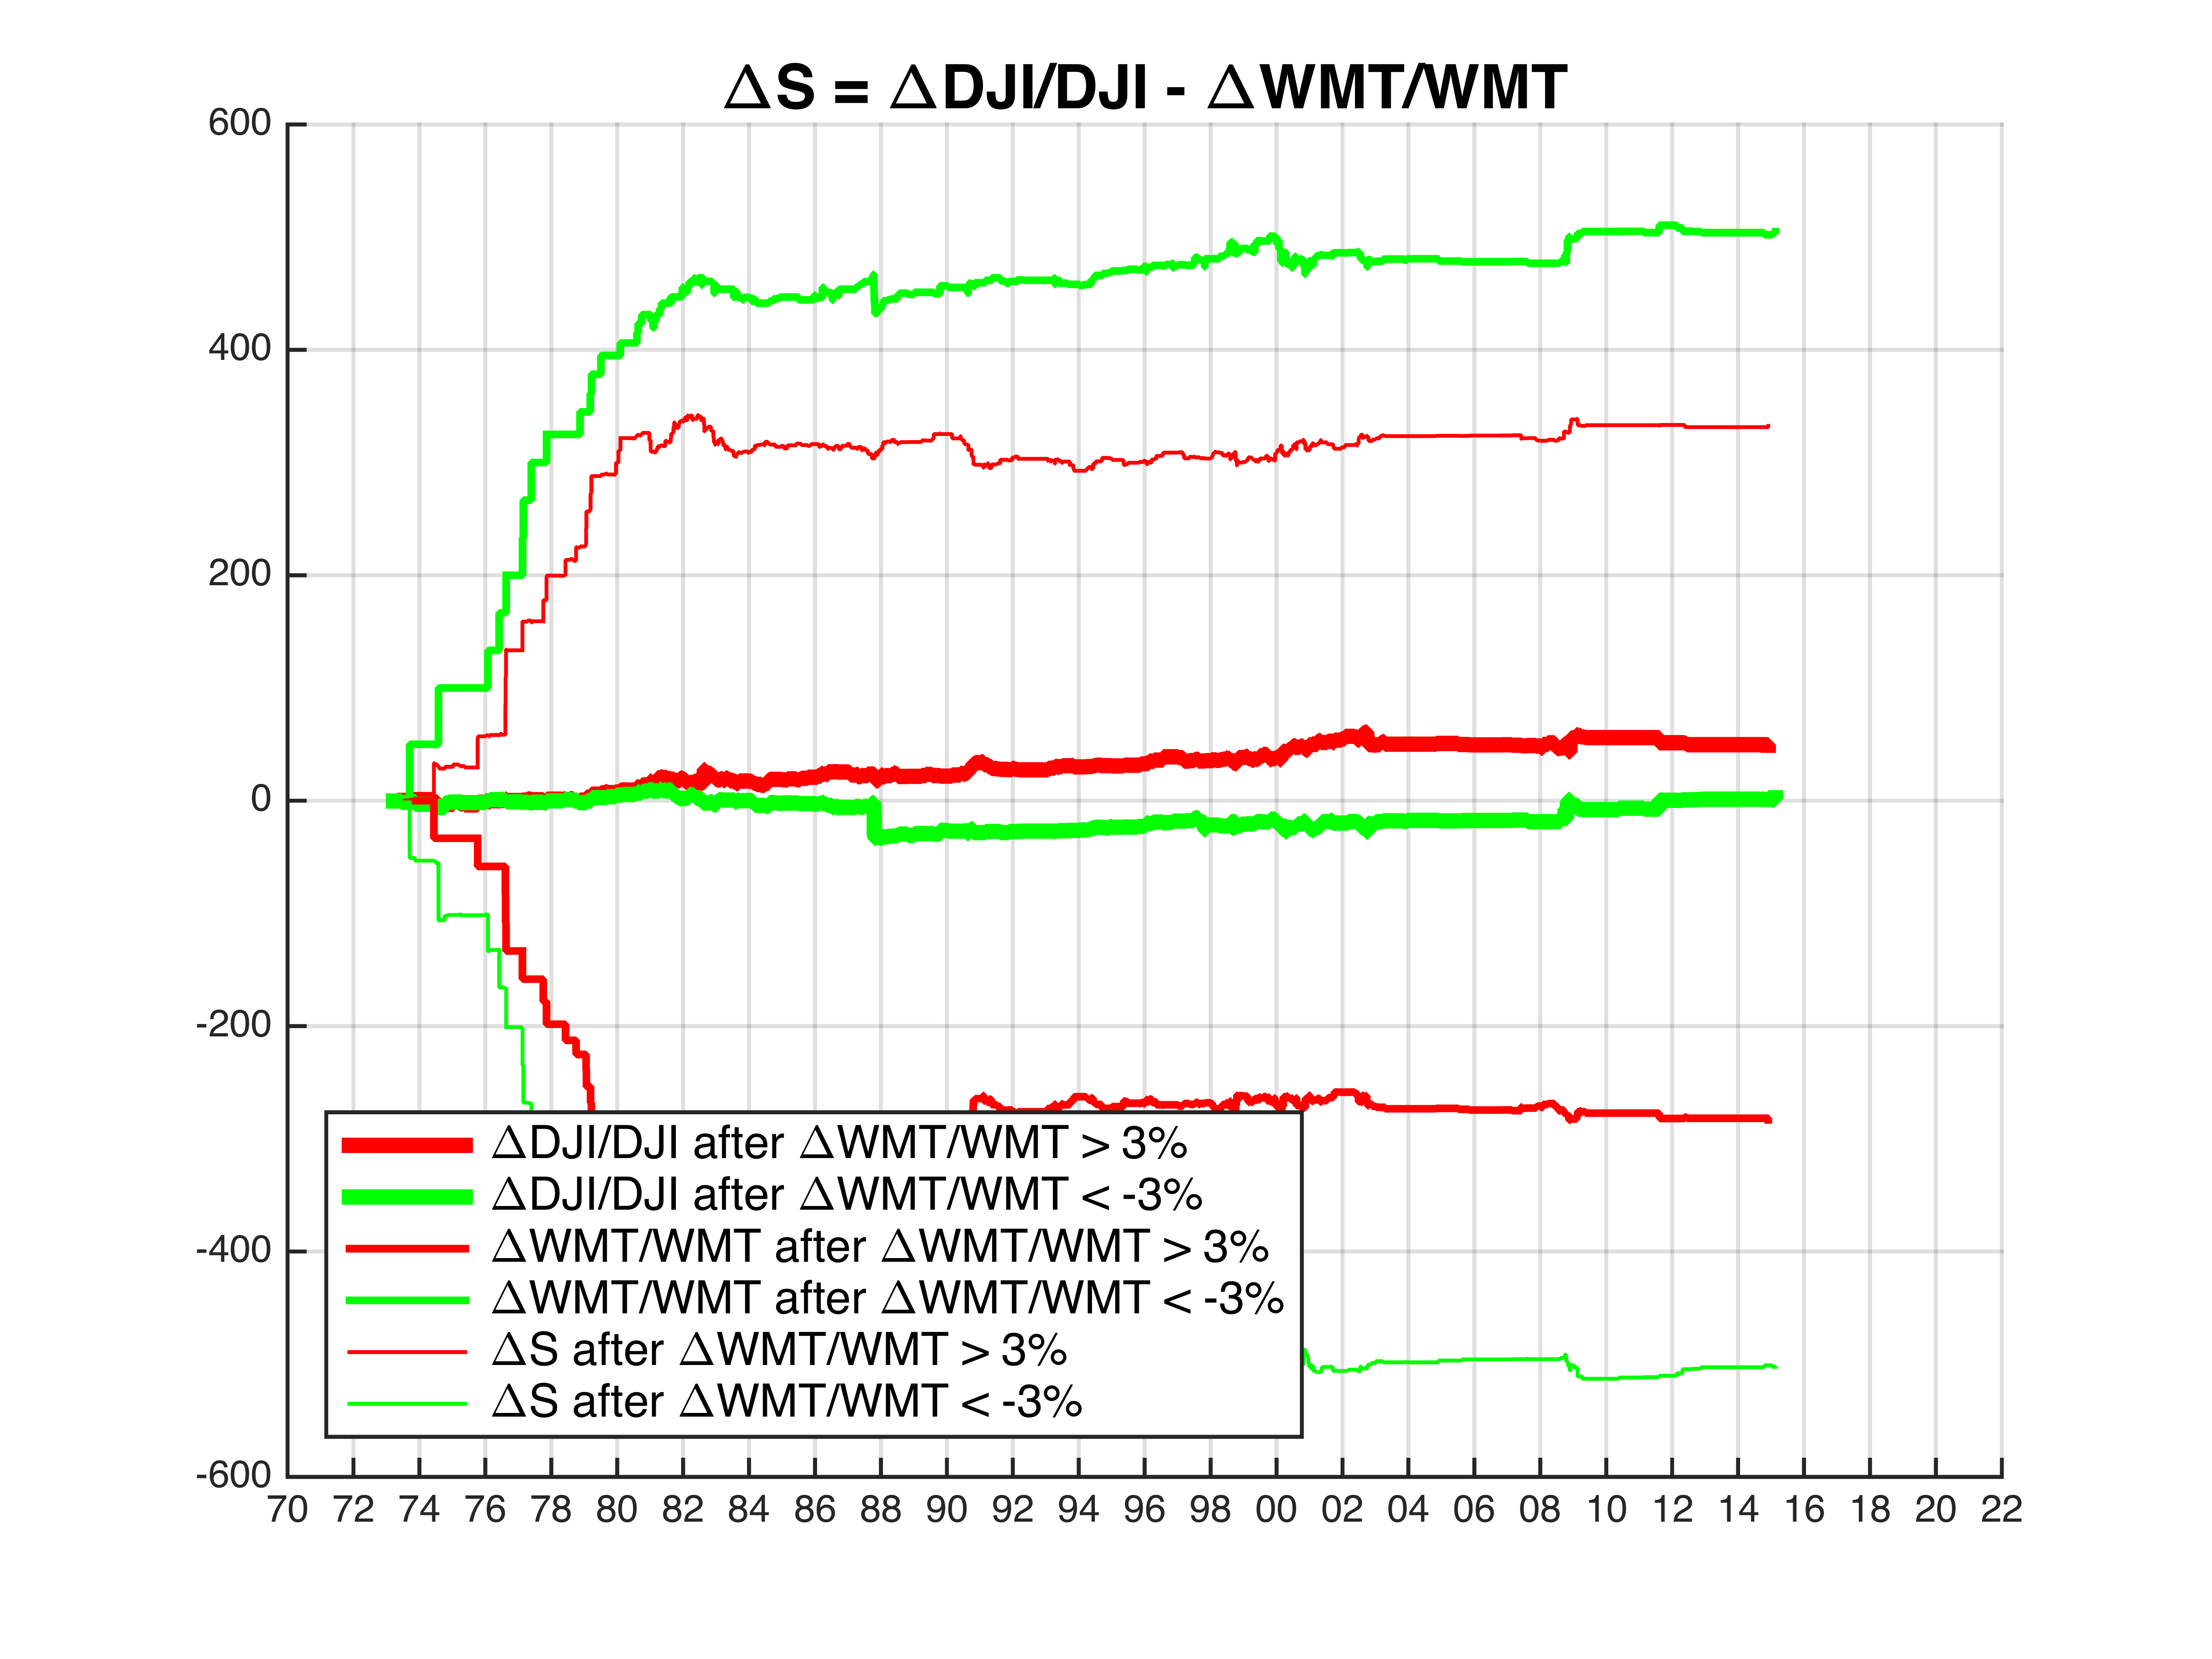 ΔS = ΔDJI/DJI - ΔWMT/WMT
600
400
200
0
-200
-400
-600
ΔDJI/DJI after ΔWMT/WMT > 3%
ΔDJI/DJI after ΔWMT/WMT < -3%
ΔWMT/WMT after ΔWMT/WMT > 3%
ΔWMT/WMT after ΔWMT/WMT < -3%
ΔS after ΔWMT/WMT > 3%
ΔS after ΔWMT/WMT < -3%
70 72 74 76 78 80 82 84 86 88 90 92 94 96 98 00 02 04 06 08 10 12 14 16 18 20 22